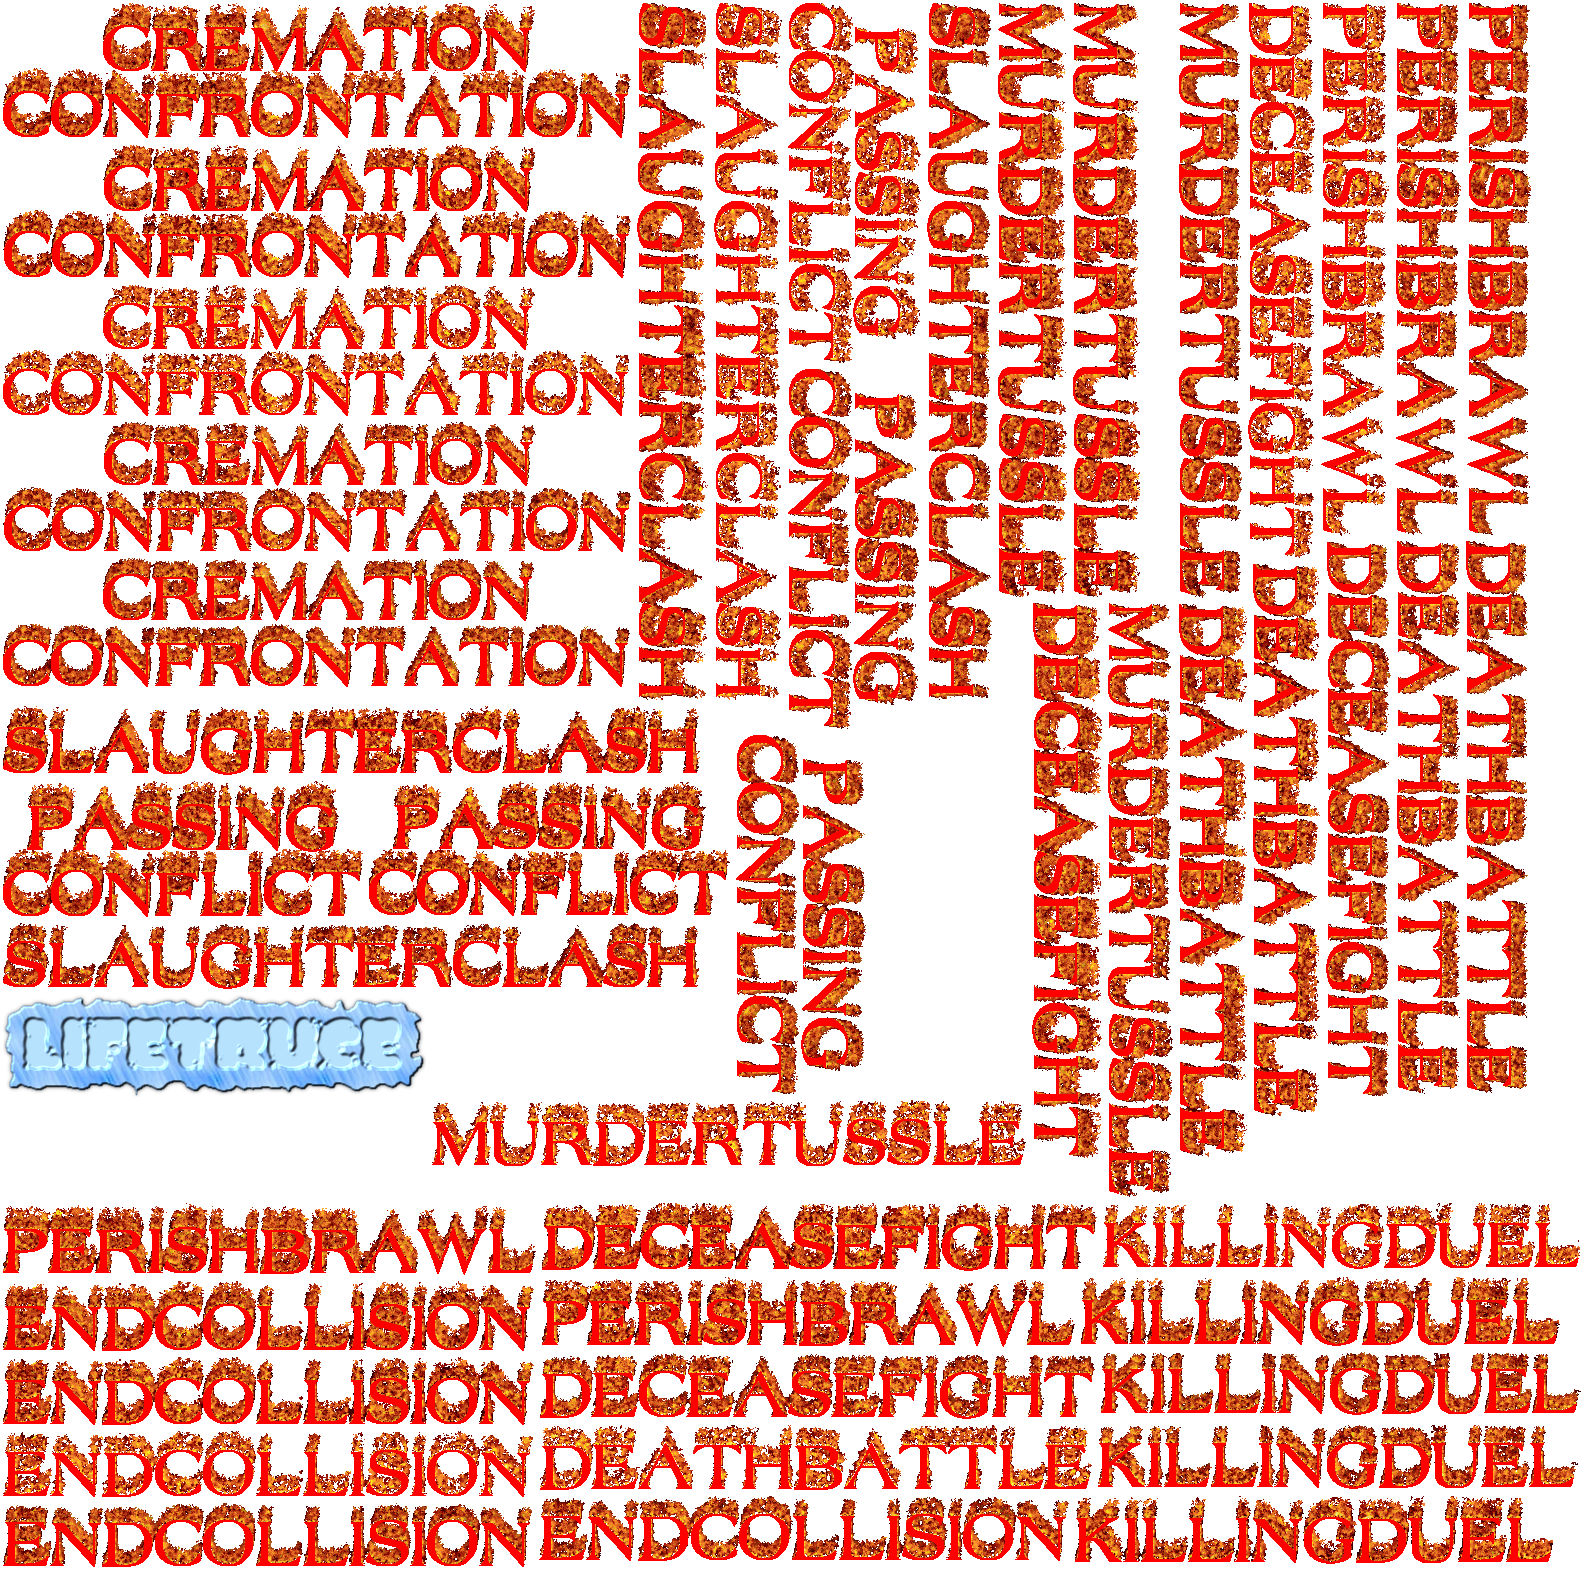 CREMATION
CONFRONTATION
CREMATION
CONFRONTATION
CREMATION
CONFRONTATION
CREMATION
CONFRONTATION
CREMATION
CONFRONTATION
SLAUGHTERCLASH
PASSING PASSING
CONFLICT CONFLICT
SLAUGHTERCLASH
LIFETRUCE
SLAUGHTERCLASH
SLAUGHTERCLASH
PASSING PASSING
CONFLICT CONFLICT
PASSING
CONFLICT
SLAUGHTERCLASH
MURDERTUSSLE
MURDERTUSSLE
DECEASEFIGHT
MURDERTUSSLE
MURDERTUSSLE DEATHBATTLE
DECEASEFIGHT DEATHBATTLE
PERISHBRAWL DECEASEFIGHT
PERISHBRAWL DEATHBATTLE
PERISHBRAWL DEATHBATTLE
MURDERTUSSLE
PERISHBRAWL DECEASEFIGHT KILLINGDUEL
ENDCOLLISION PERISHBRAWL KILLINGDUEL
ENDCOLLISION DECEASEFIGHT KILLINGDUEL
ENDCOLLISION DEATHBATTLE KILLINGDUEL
ENDCOLLISION ENDCOLLISION KILLINGDUEL